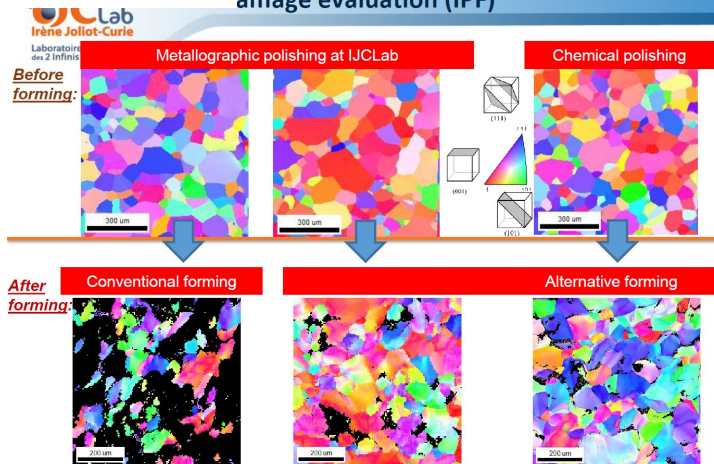 amage evaluation (IPF)
Lab
Irène Joliot-Curie
Laboratoire
des 2 Infinis
Metallographic polishing at IJCLab
Chemical polishing
Before
forming:
(111)
111
(001)
1
101
(101)
300 um
300 um
300 um
After
forming:
Conventional forming
Alternative forming
200 um
200 um
200 um